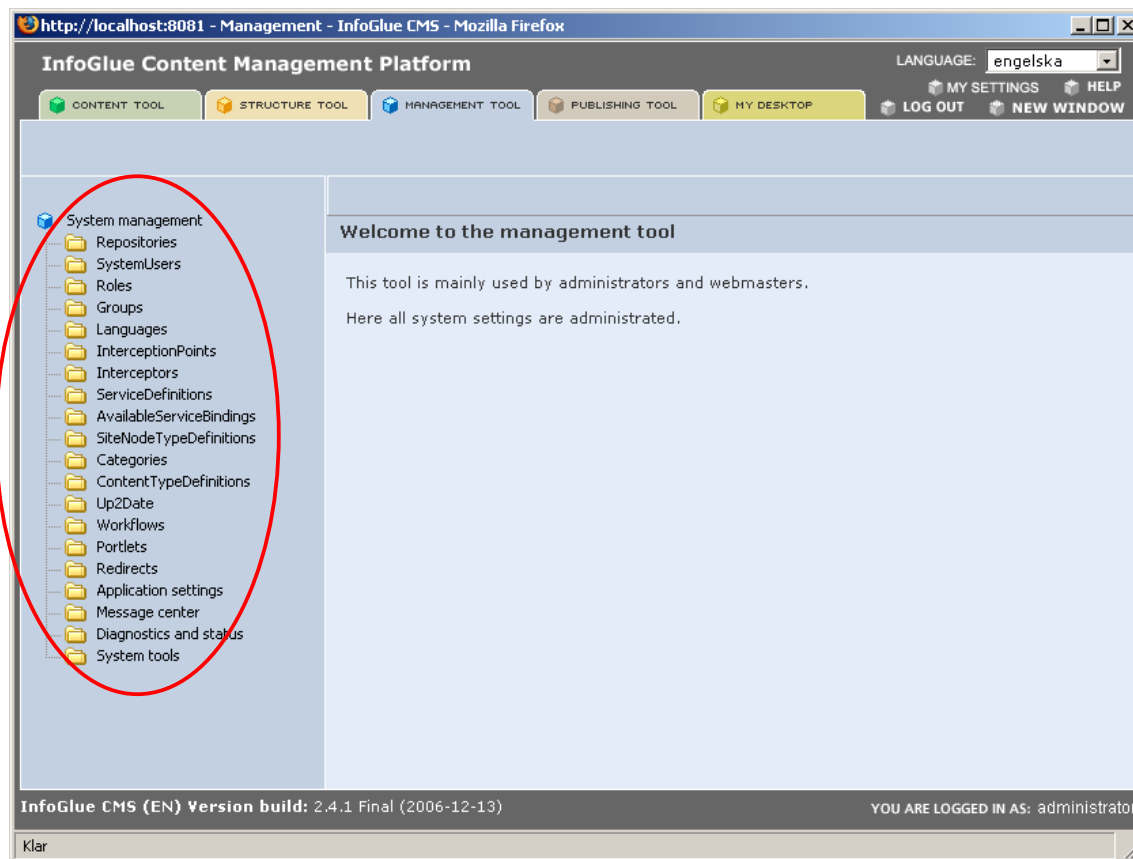 http://localhost:8081 - Management - InfoGlue CMS - Mozilla Firefox
InfoGlue Content Management Platform
LANGUAGE: engelska
MY SETTINGS HELP
LOG OUT NEW WINDOW
CONTENT TOOL STRUCTURE TOOL MANAGEMENT TOOL PUBLISHING TOOL MY DESKTOP
System management
Repositories
SystemUsers
Roles
Groups
Languages
InterceptionPoints
Interceptors
ServiceDefinitions
AvailableServiceBindings
SiteNodeTypeDefinitions
Categories
ContentTypeDefinitions
Up2Date
Workflows
Portlets
Redirects
Application settings
Message center
Diagnostics and status
System tools
Welcome to the management tool
This tool is mainly used by administrators and webmasters.
Here all system settings are administrated.
InfoGlue CMS (EN) Version build: 2.4.1 Final (2006-12-13)
YOU ARE LOGGED IN AS: administrator
Klar